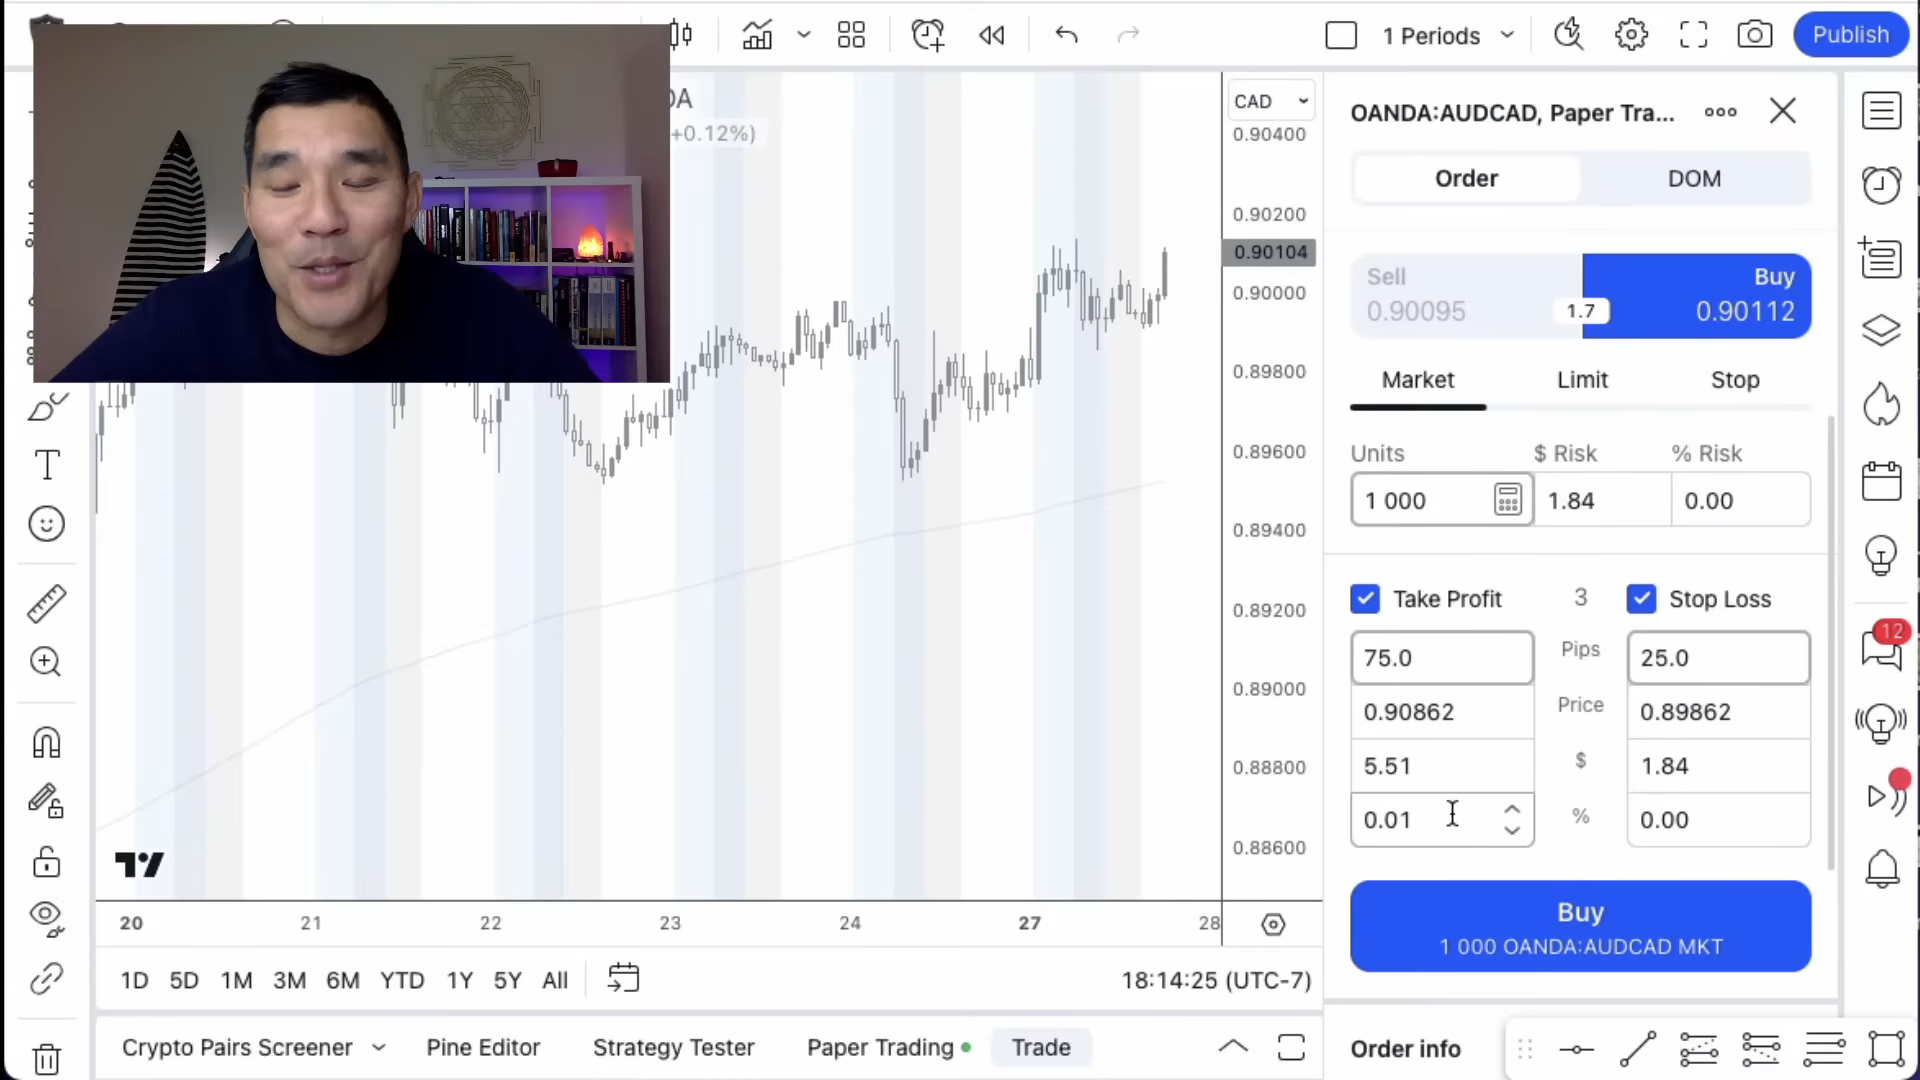 1 Periods
Publish
DA
+0.12%)
CAD
0.90400
0.90200
0.90104
0.90000
0.89800
0.89600
0.89400
0.89200
0.89000
0.88800
0.88600
20 21 22 23 24 27 28
1D 5D 1M 3M 6M YTD 1Y 5Y All
18:14:25 (UTC-7)
Crypto Pairs Screener Pine Editor Strategy Tester Paper Trading Trade
OANDA:AUDCAD, Paper Tra...
Order DOM
Sell Buy
0.90095 1.7 0.90112
Market Limit Stop
Units $ Risk % Risk
1 000 1.84 0.00
Take Profit 3 Stop Loss
75.0 Pips 25.0
0.90862 Price 0.89862
5.51 $ 1.84
0.01 % 0.00
Buy
1 000 OANDA:AUDCAD MKT
Order info
12
T